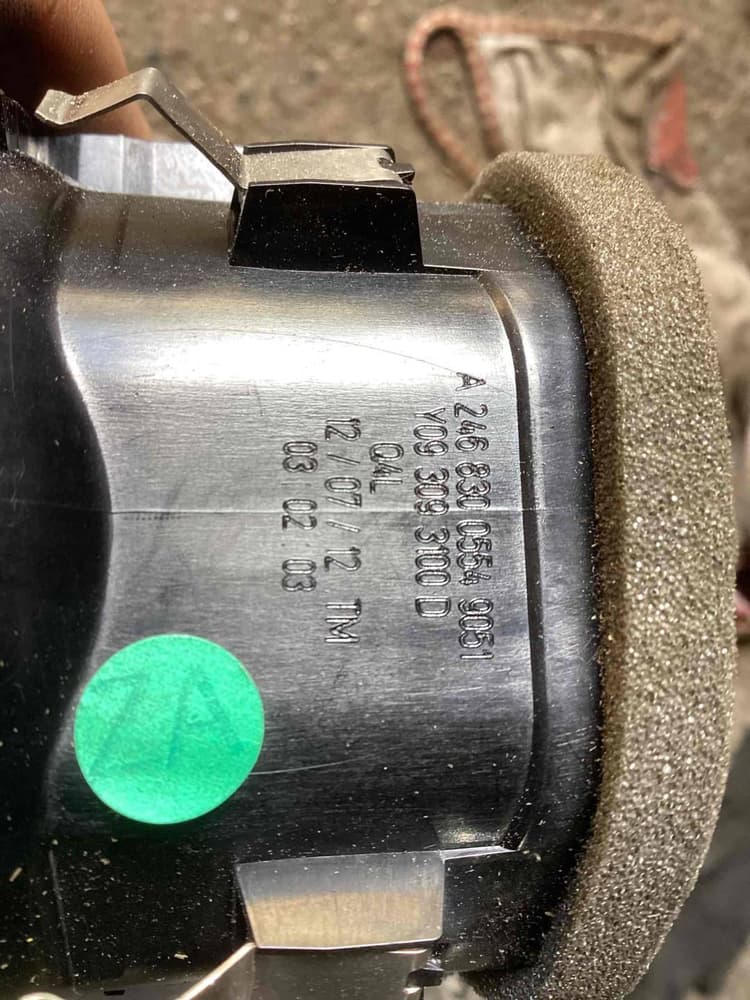 A 246 830 0554 9051
Y09 309 3100 D
Q4L
12 / 07 / 12 TM
03 02 03